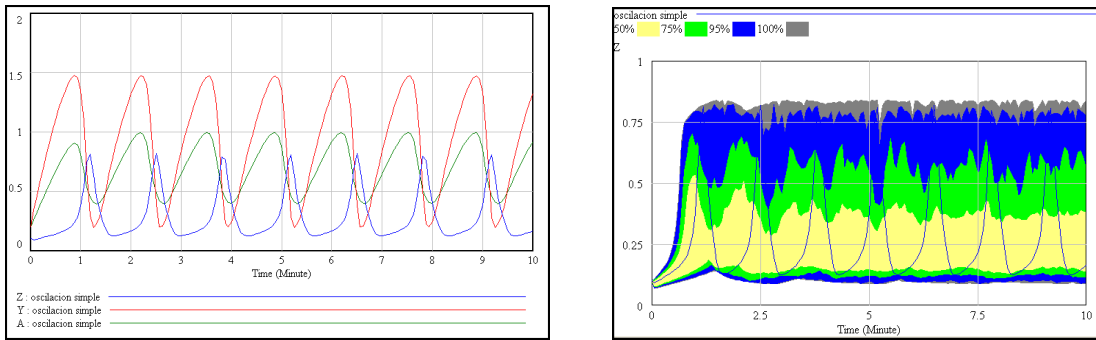 2
1.5
1
0.5
0
0 1 2 3 4 5 6 7 8 9 10
Time (Minute)
Z : oscilacion simple
Y : oscilacion simple
A : oscilacion simple
oscilacion simple
50% 75% 95% 100%
Z
1
0.75
0.5
0.25
0
0 2.5 5 7.5 10
Time (Minute)